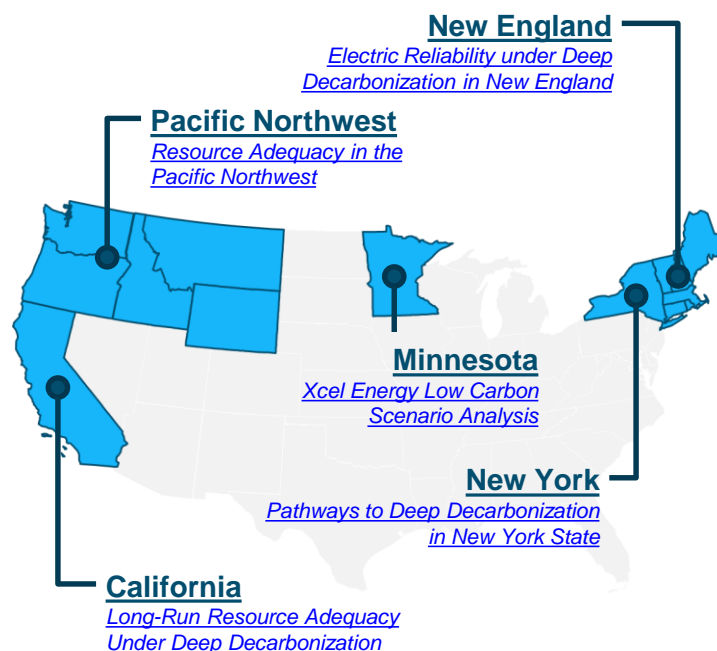 New England
Electric Reliability under Deep
Decarbonization in New England
Pacific Northwest
Resource Adequacy in the
Pacific Northwest
Minnesota
Xcel Energy Low Carbon
Scenario Analysis
New York
Pathways to Deep Decarbonization
in New York State
California
Long-Run Resource Adequacy
Under Deep Decarbonization